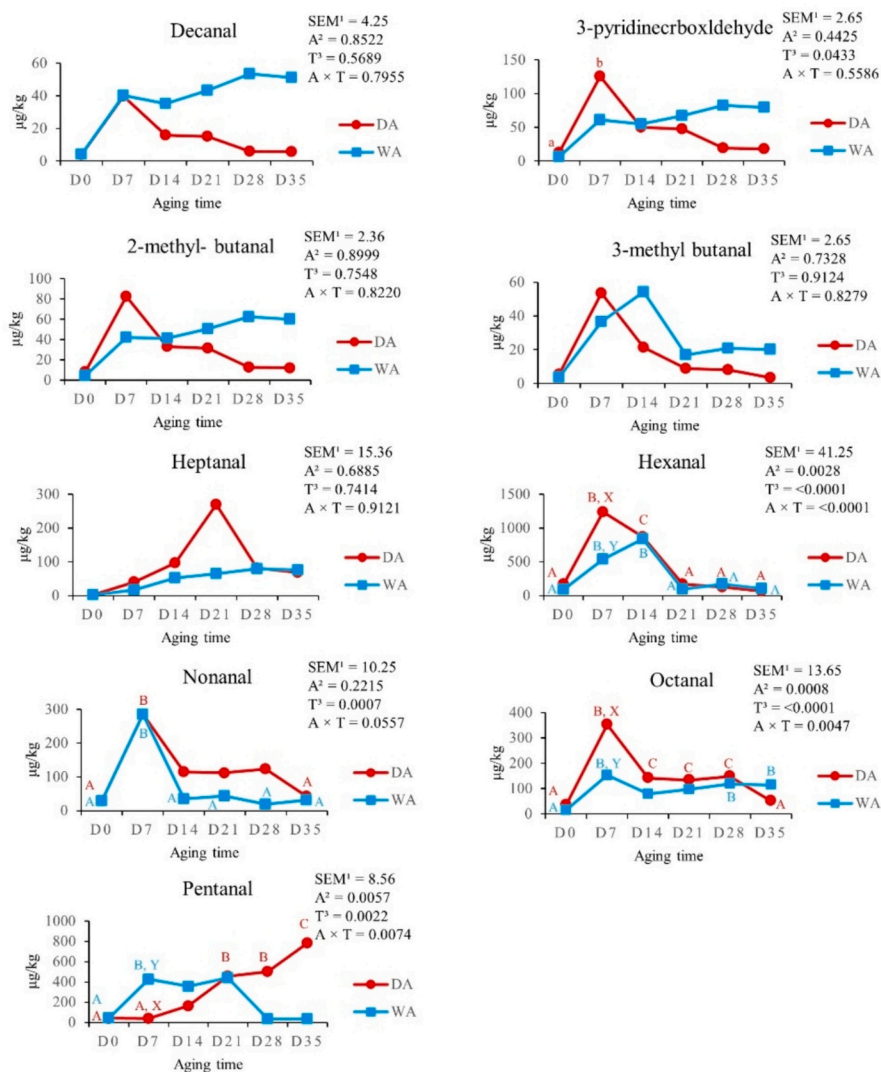 Decanal
SEM¹ = 4.25
A² = 0.8522
T³ = 0.5689
A × T = 0.7955
µg/kg
60
40
20
0
DA
WA
D0 D7 D14 D21 D28 D35
Aging time
3-pyridinecrboxldehyde
SEM¹ = 2.65
A² = 0.4425
T³ = 0.0433
A × T = 0.5586
µg/kg
150
100
50
0
a
b
DA
WA
D0 D7 D14 D21 D28 D35
Aging time
2-methyl- butanal
SEM¹ = 2.36
A² = 0.8999
T³ = 0.7548
A × T = 0.8220
µg/kg
100
80
60
40
20
0
DA
WA
D0 D7 D14 D21 D28 D35
Aging time
3-methyl butanal
SEM¹ = 2.65
A² = 0.7328
T³ = 0.9124
A × T = 0.8279
µg/kg
60
40
20
0
DA
WA
D0 D7 D14 D21 D28 D35
Aging time
Heptanal
SEM¹ = 15.36
A² = 0.6885
T³ = 0.7414
A × T = 0.9121
µg/kg
300
200
100
0
DA
WA
D0 D7 D14 D21 D28 D35
Aging time
Hexanal
SEM¹ = 41.25
A² = 0.0028
T³ = <0.0001
A × T = <0.0001
µg/kg
1500
1000
500
0
B, X
C
B, Y
B
A
A
A
A
A
A
A
A
DA
WA
D0 D7 D14 D21 D28 D35
Aging time
Nonanal
SEM¹ = 10.25
A² = 0.2215
T³ = 0.0007
A × T = 0.0557
µg/kg
300
200
100
0
B
B
A
A
A
A
A
A
A
DA
WA
D0 D7 D14 D21 D28 D35
Aging time
Octanal
SEM¹ = 13.65
A² = 0.0008
T³ = <0.0001
A × T = 0.0047
µg/kg
400
300
200
100
0
B, X
B, Y
C
C
C
B
A
A
B
A
DA
WA
D0 D7 D14 D21 D28 D35
Aging time
Pentanal
SEM¹ = 8.56
A² = 0.0057
T³ = 0.0022
A × T = 0.0074
µg/kg
1000
800
600
400
200
0
C
B, Y
B
B
A
A
A, X
DA
WA
D0 D7 D14 D21 D28 D35
Aging time